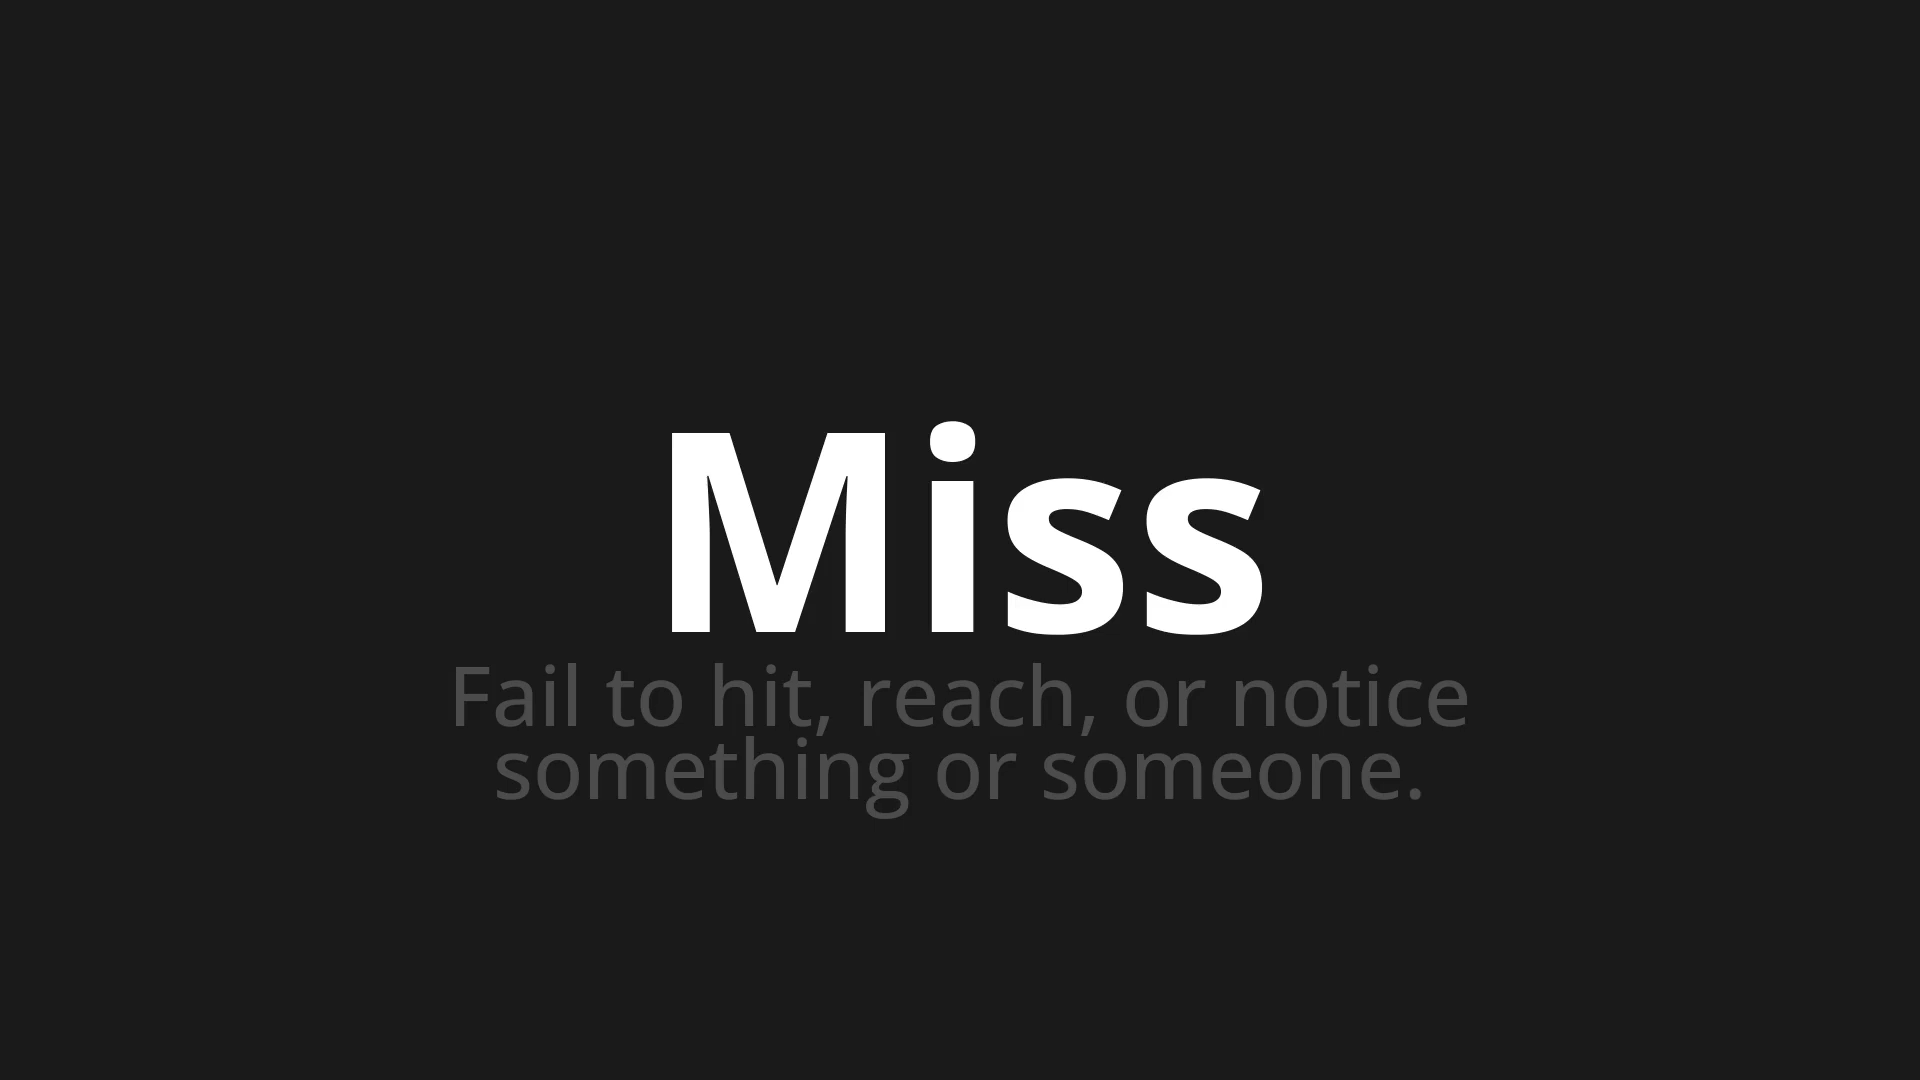 Miss
Fail to hit, reach, or notice
something or someone.